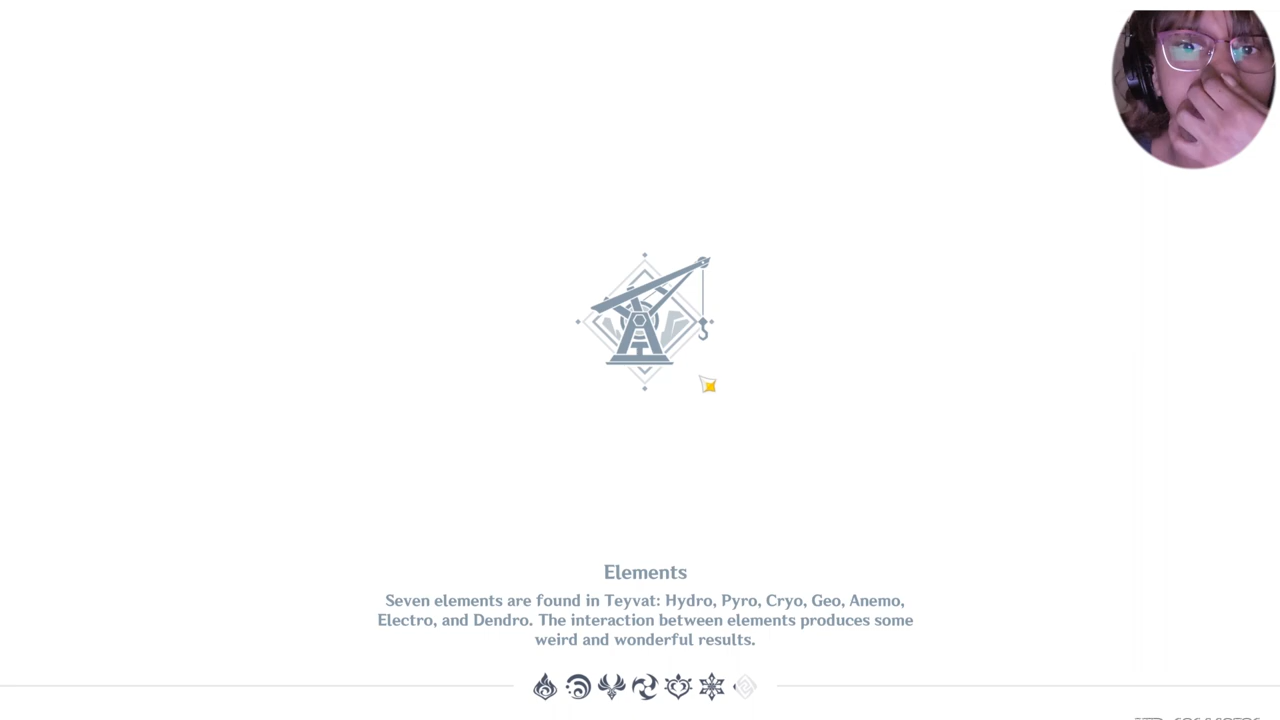 Elements
Seven elements are found in Teyvat: Hydro, Pyro, Cryo, Geo, Anemo,
Electro, and Dendro. The interaction between elements produces some
weird and wonderful results.